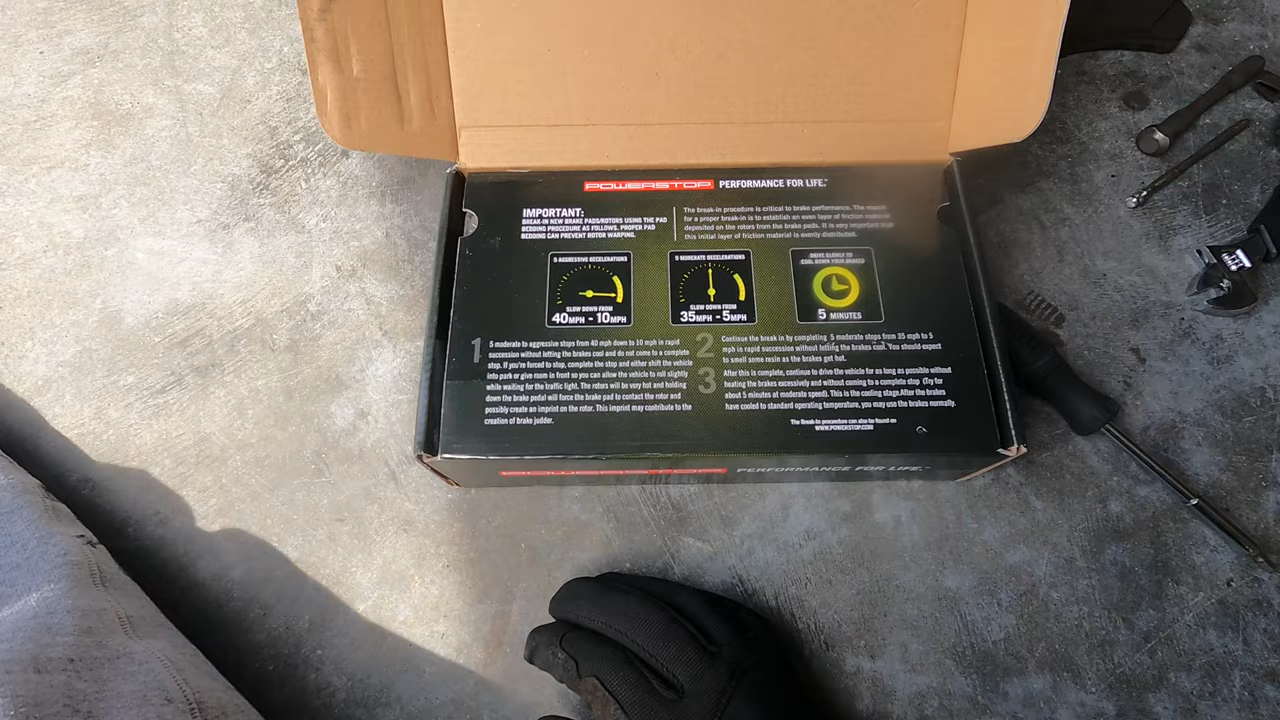 POWERSTOP PERFORMANCE FOR LIFE.™
IMPORTANT:
BREAK-IN NEW BRAKE PADS/ROTORS USING THE PAD
BEDDING PROCEDURE AS FOLLOWS. PROPER PAD
BEDDING CAN PREVENT ROTOR WARPING.
The break-in procedure is critical to brake performance. The reason
for a proper break-in is to establish an even layer of friction material
deposited on the rotors from the brake pads. It is very important that
this initial layer of friction material is evenly distributed.
5 AGGRESSIVE DECELERATIONS
SLOW DOWN FROM
40MPH - 10MPH
5 MODERATE DECELERATIONS
SLOW DOWN FROM
35MPH - 5MPH
DRIVE SLOWLY TO
COOL DOWN YOUR BRAKES
5 MINUTES
1
5 moderate to aggressive stops from 40 mph down to 10 mph in rapid
succession without letting the brakes cool and do not come to a complete
stop. If you're forced to stop, complete the stop and either shift the vehicle
into park or give room in front so you can allow the vehicle to roll slightly
while waiting for the traffic light. The rotors will be very hot and holding
down the brake pedal will force the brake pad to contact the rotor and
possibly create an imprint on the rotor. This imprint may contribute to the
creation of brake judder.
2
Continue the break in by completing 5 moderate stops from 35 mph to 5
mph in rapid succession without letting the brakes cool. You should expect
to smell some resin as the brakes get hot.
3
After this is complete, continue to drive the vehicle for as long as possible without
heating the brakes excessively and without coming to a complete stop (Try for
about 5 minutes at moderate speed). This is the cooling stage.After the brakes
have cooled to standard operating temperature, you may use the brakes normally.
The Break-In procedure can also be found on
WWW.POWERSTOP.COM
POWERSTOP PERFORMANCE FOR LIFE.™